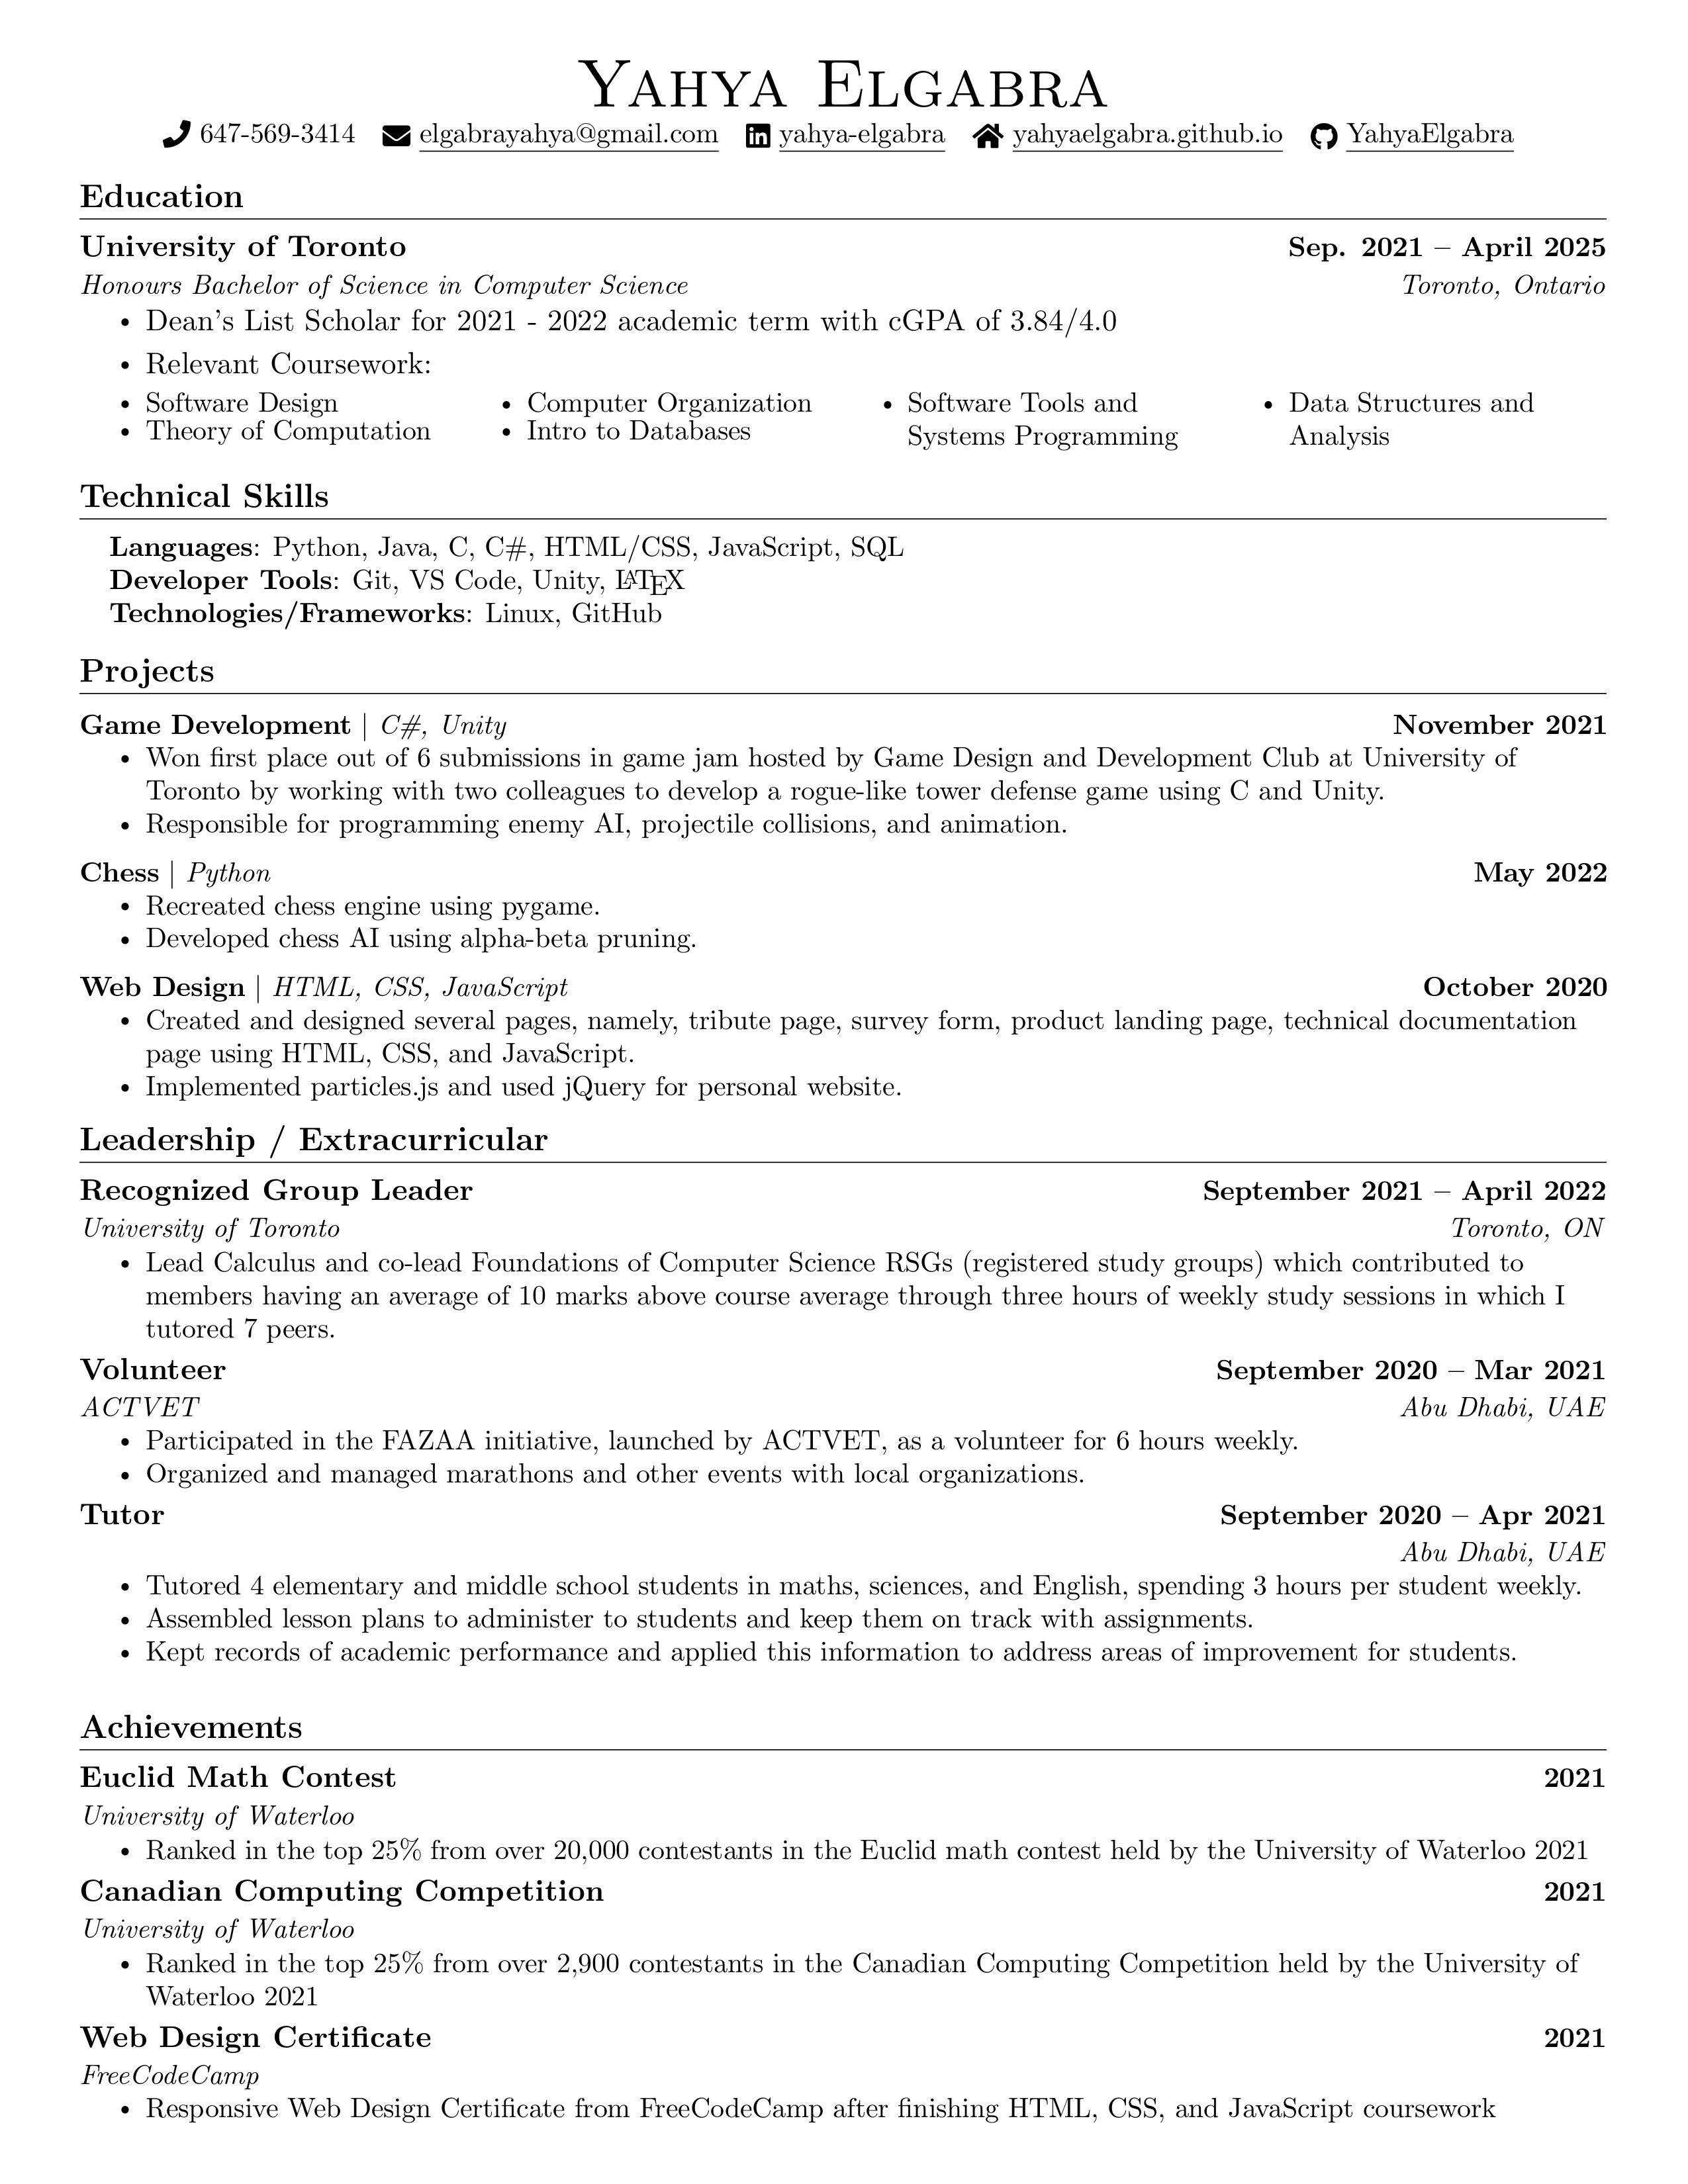 Yahya Elgabra
647-569-3414 elgabrayahya@gmail.com yahya-elgabra yahyaelgabra.github.io YahyaElgabra
Education
University of Toronto Sep. 2021 – April 2025
Honours Bachelor of Science in Computer Science Toronto, Ontario
• Dean's List Scholar for 2021 - 2022 academic term with cGPA of 3.84/4.0
• Relevant Coursework:
• Software Design
• Theory of Computation
• Computer Organization
• Intro to Databases
• Software Tools and
Systems Programming
• Data Structures and
Analysis
Technical Skills
Languages: Python, Java, C, C#, HTML/CSS, JavaScript, SQL
Developer Tools: Git, VS Code, Unity, LATEX
Technologies/Frameworks: Linux, GitHub
Projects
Game Development | C#, Unity November 2021
• Won first place out of 6 submissions in game jam hosted by Game Design and Development Club at University of
Toronto by working with two colleagues to develop a rogue-like tower defense game using C and Unity.
• Responsible for programming enemy AI, projectile collisions, and animation.
Chess | Python May 2022
• Recreated chess engine using pygame.
• Developed chess AI using alpha-beta pruning.
Web Design | HTML, CSS, JavaScript October 2020
• Created and designed several pages, namely, tribute page, survey form, product landing page, technical documentation
page using HTML, CSS, and JavaScript.
• Implemented particles.js and used jQuery for personal website.
Leadership / Extracurricular
Recognized Group Leader September 2021 – April 2022
University of Toronto Toronto, ON
• Lead Calculus and co-lead Foundations of Computer Science RSGs (registered study groups) which contributed to
members having an average of 10 marks above course average through three hours of weekly study sessions in which I
tutored 7 peers.
Volunteer September 2020 – Mar 2021
ACTVET Abu Dhabi, UAE
• Participated in the FAZAA initiative, launched by ACTVET, as a volunteer for 6 hours weekly.
• Organized and managed marathons and other events with local organizations.
Tutor September 2020 – Apr 2021
Abu Dhabi, UAE
• Tutored 4 elementary and middle school students in maths, sciences, and English, spending 3 hours per student weekly.
• Assembled lesson plans to administer to students and keep them on track with assignments.
• Kept records of academic performance and applied this information to address areas of improvement for students.
Achievements
Euclid Math Contest 2021
University of Waterloo
• Ranked in the top 25% from over 20,000 contestants in the Euclid math contest held by the University of Waterloo 2021
Canadian Computing Competition 2021
University of Waterloo
• Ranked in the top 25% from over 2,900 contestants in the Canadian Computing Competition held by the University of
Waterloo 2021
Web Design Certificate 2021
FreeCodeCamp
• Responsive Web Design Certificate from FreeCodeCamp after finishing HTML, CSS, and JavaScript coursework